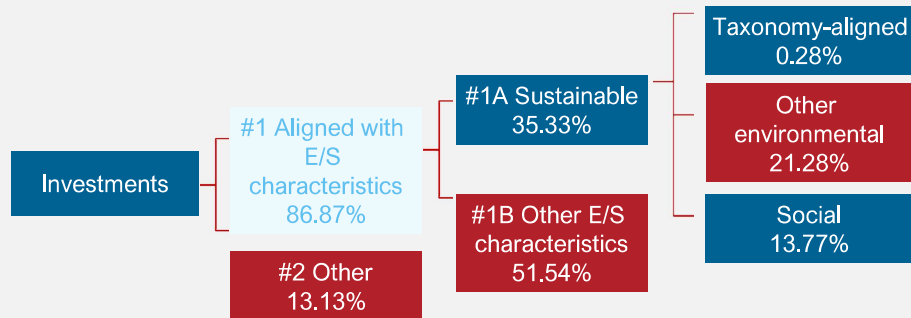 Investments
#1 Aligned with
E/S
characteristics
86.87%
#2 Other
13.13%
#1A Sustainable
35.33%
#1B Other E/S
characteristics
51.54%
Taxonomy-aligned
0.28%
Other
environmental
21.28%
Social
13.77%